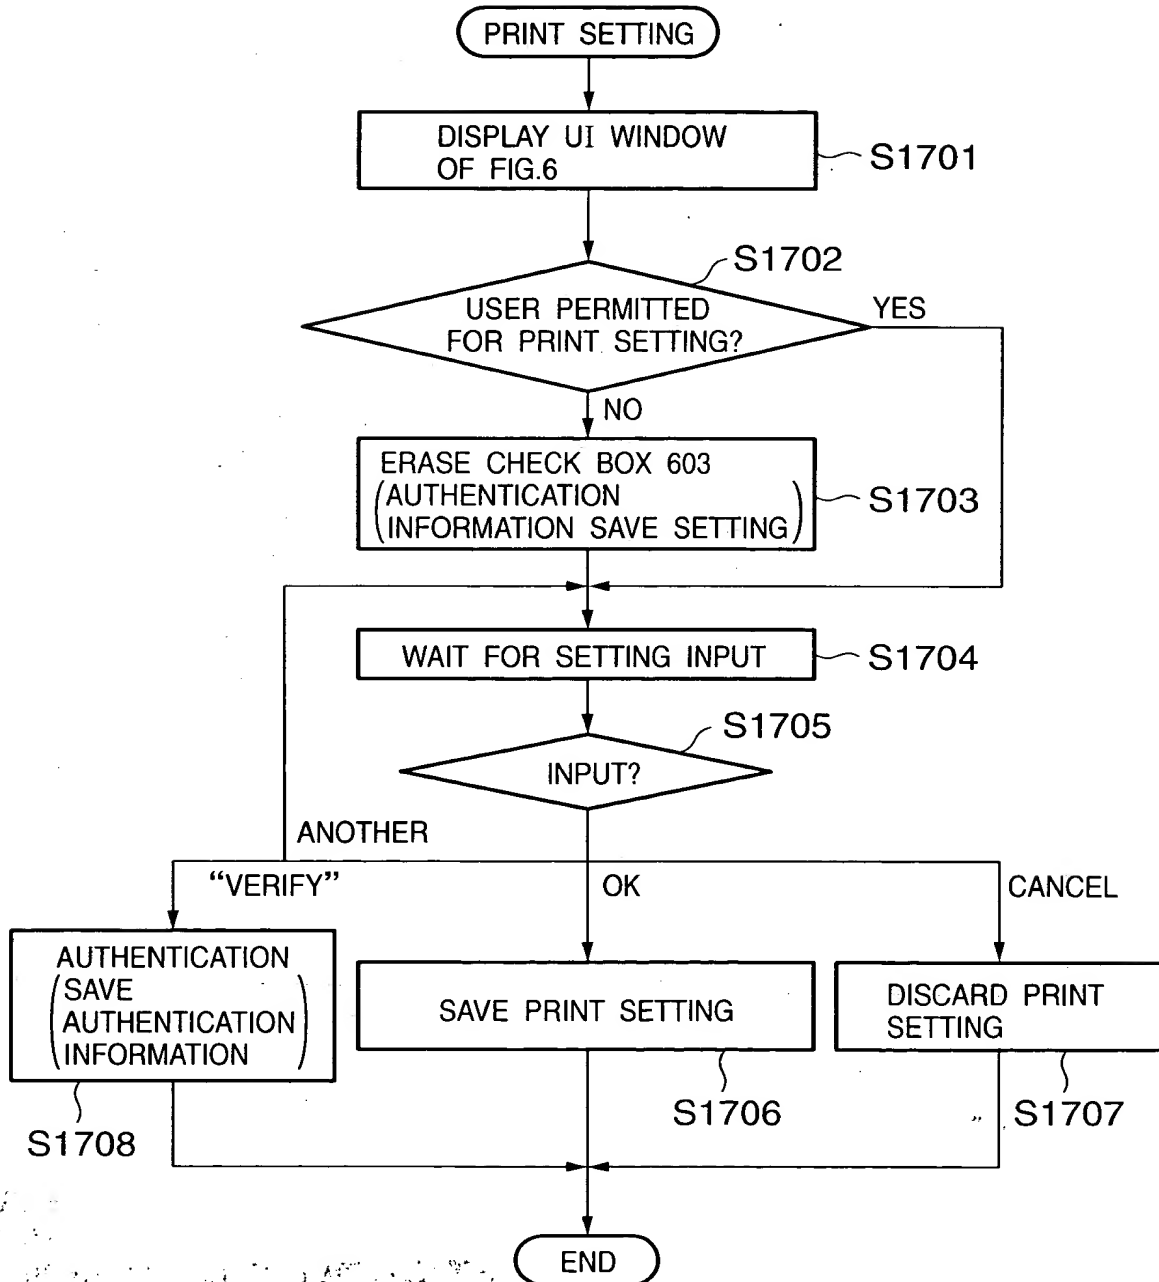 PRINT SETTING
DISPLAY UI WINDOW
OF FIG.6
S1701
S1702
USER PERMITTED
FOR PRINT SETTING?
YES
NO
ERASE CHECK BOX 603
(AUTHENTICATION
INFORMATION SAVE SETTING)
S1703
WAIT FOR SETTING INPUT
S1704
S1705
INPUT?
ANOTHER
"VERIFY"
OK
CANCEL
AUTHENTICATION
(SAVE
AUTHENTICATION
INFORMATION)
S1708
SAVE PRINT SETTING
S1706
DISCARD PRINT
SETTING
S1707
END